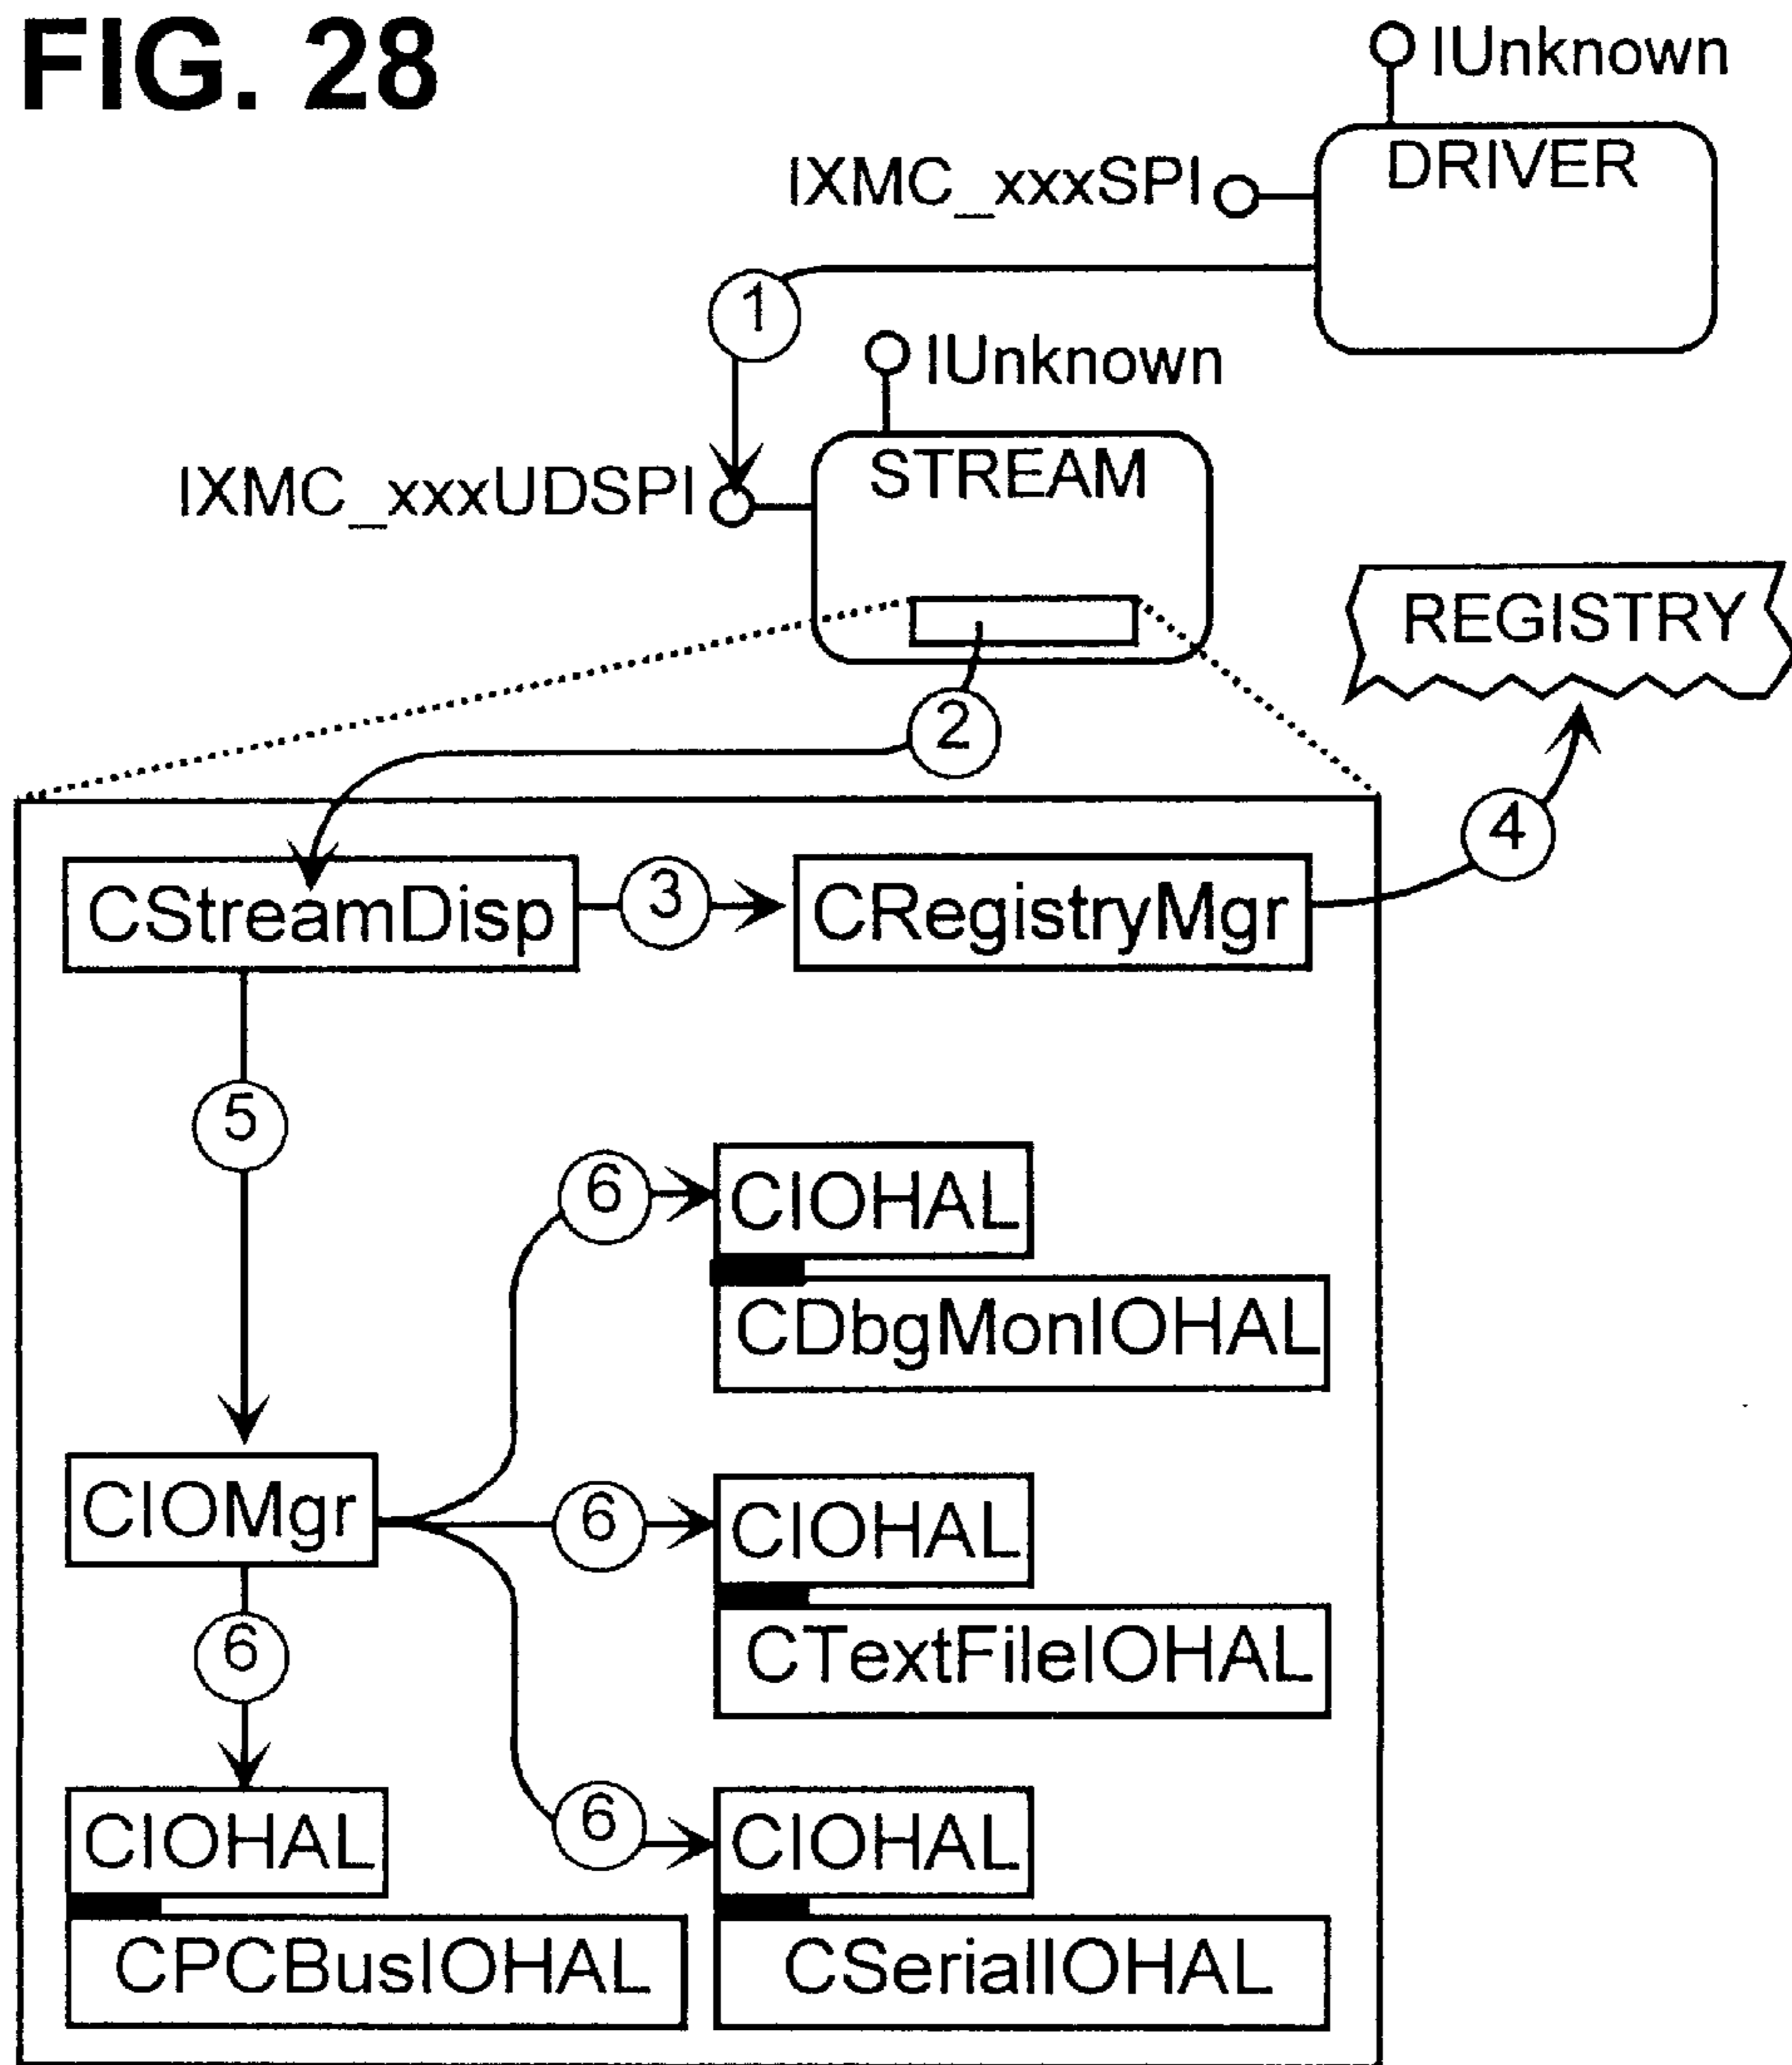 FIG. 28
IUnknown
DRIVER
IXMC_xxxSPI
1
IUnknown
STREAM
IXMC_xxxUDSPI
REGISTRY
2
4
CStreamDisp
3
CRegistryMgr
5
6
CIOHAL
CDbgMonIOHAL
CIOMgr
6
CIOHAL
CTextFileIOHAL
6
6
CIOHAL
CIOHAL
CPCBusIOHAL
CSerialIOHAL